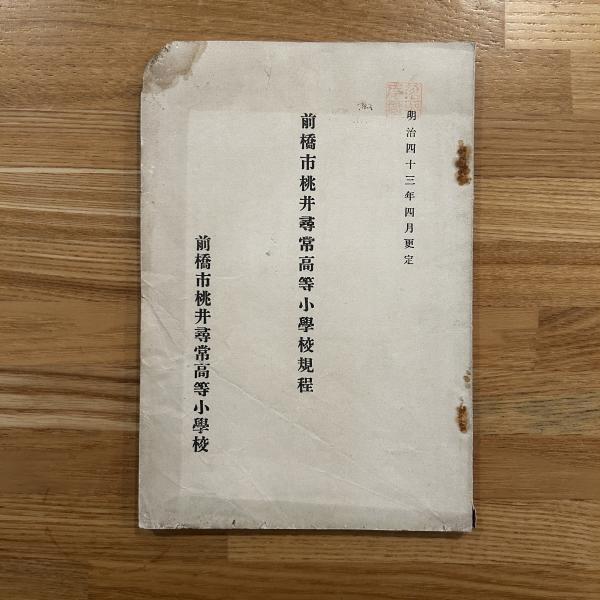 明治四十三年四月更定
前橋市桃井尋常高等小學校規程
前橋市桃井尋常高等小學校